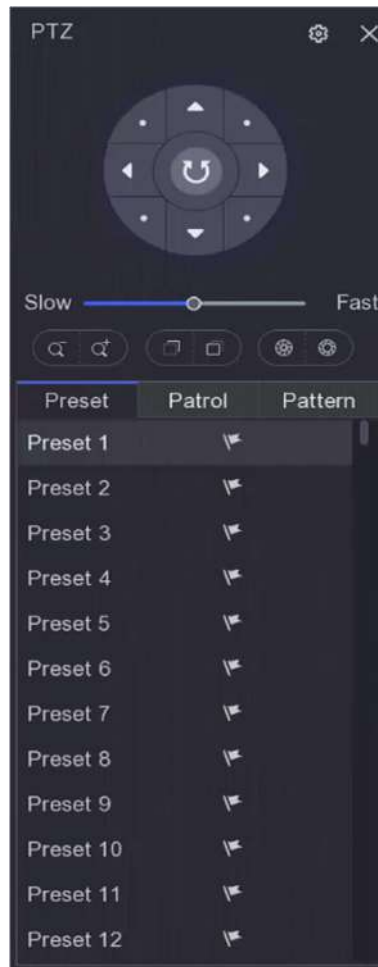 PTZ
Slow Fast
Preset Patrol Pattern
Preset 1
Preset 2
Preset 3
Preset 4
Preset 5
Preset 6
Preset 7
Preset 8
Preset 9
Preset 10
Preset 11
Preset 12